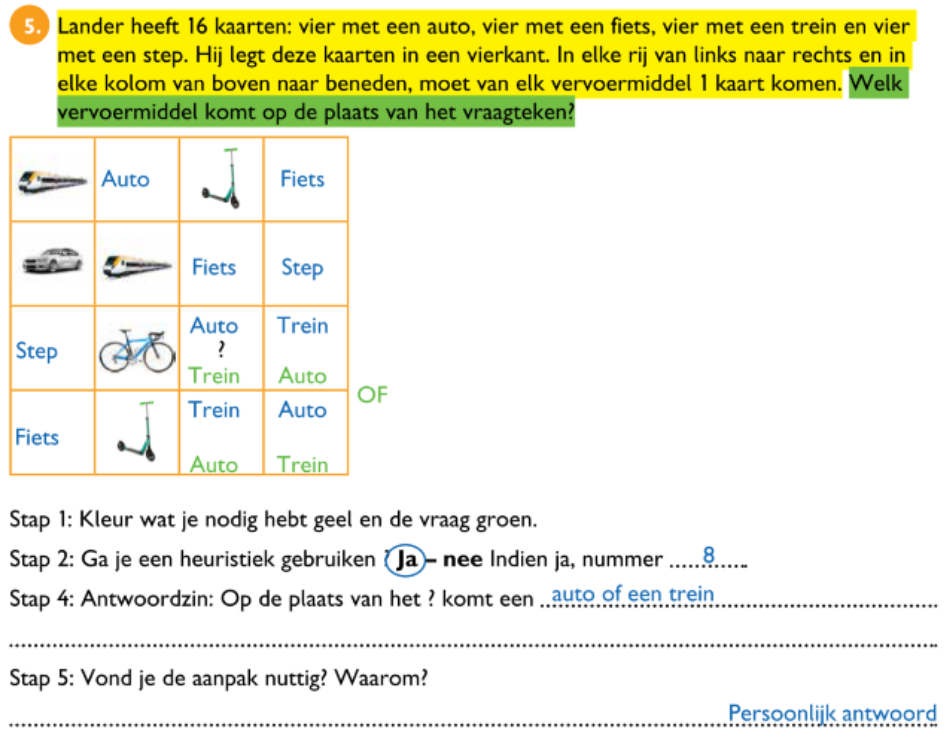 5. Lander heeft 16 kaarten: vier met een auto, vier met een fiets, vier met een trein en vier
met een step. Hij legt deze kaarten in een vierkant. In elke rij van links naar rechts en in
elke kolom van boven naar beneden, moet van elk vervoermiddel 1 kaart komen. Welk
vervoermiddel komt op de plaats van het vraagteken?
Auto Fiets
Fiets Step
Auto Trein
Step ?
Trein Auto
OF
Trein Auto
Fiets
Auto Trein
Stap 1: Kleur wat je nodig hebt geel en de vraag groen.
Stap 2: Ga je een heuristiek gebruiken ? Ja – nee Indien ja, nummer ......8......
Stap 4: Antwoordzin: Op de plaats van het ? komt een auto of een trein
Stap 5: Vond je de aanpak nuttig? Waarom?
Persoonlijk antwoord